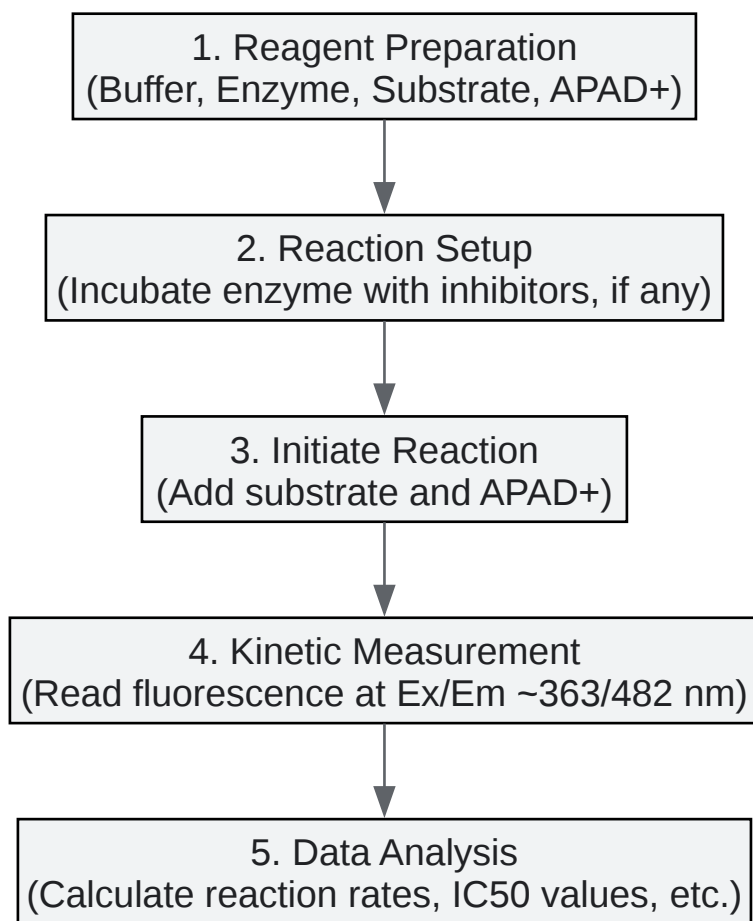 1. Reagent Preparation
(Buffer, Enzyme, Substrate, APAD+)
2. Reaction Setup
(Incubate enzyme with inhibitors, if any)
3. Initiate Reaction
(Add substrate and APAD+)
4. Kinetic Measurement
(Read fluorescence at Ex/Em ~363/482 nm)
5. Data Analysis
(Calculate reaction rates, IC50 values, etc.)